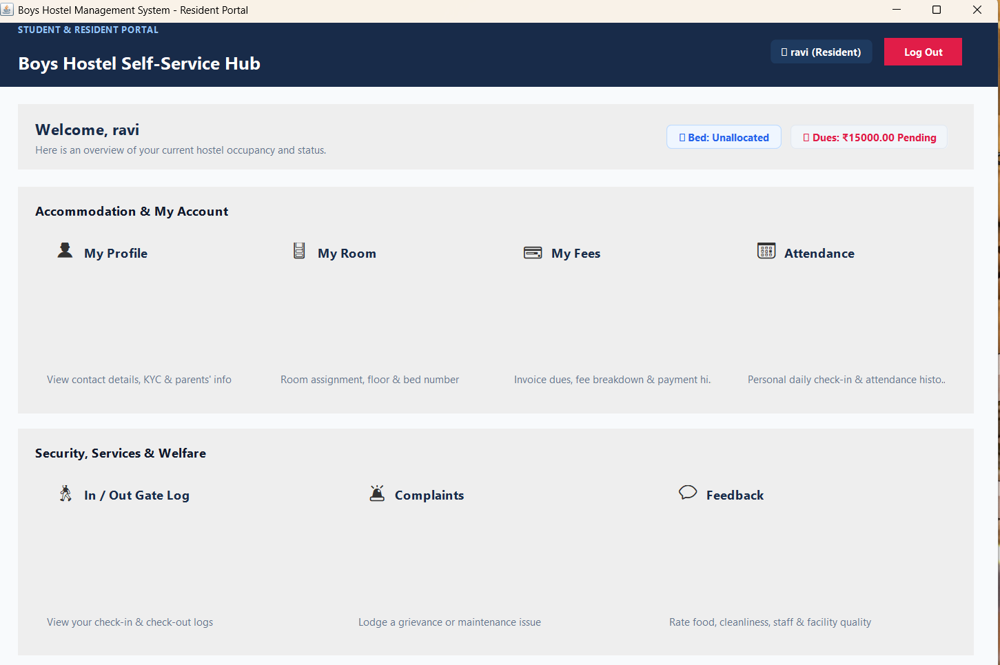 Boys Hostel Management System - Resident Portal
STUDENT & RESIDENT PORTAL
Boys Hostel Self-Service Hub
ravi (Resident)
Log Out
Welcome, ravi
Here is an overview of your current hostel occupancy and status.
Bed: Unallocated
Dues: ₹15000.00 Pending
Accommodation & My Account
My Profile
My Room
My Fees
Attendance
View contact details, KYC & parents' info
Room assignment, floor & bed number
Invoice dues, fee breakdown & payment hi.
Personal daily check-in & attendance histo..
Security, Services & Welfare
In / Out Gate Log
Complaints
Feedback
View your check-in & check-out logs
Lodge a grievance or maintenance issue
Rate food, cleanliness, staff & facility quality